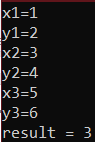 x1=1
y1=2
x2=3
y2=4
x3=5
y3=6
result = 3